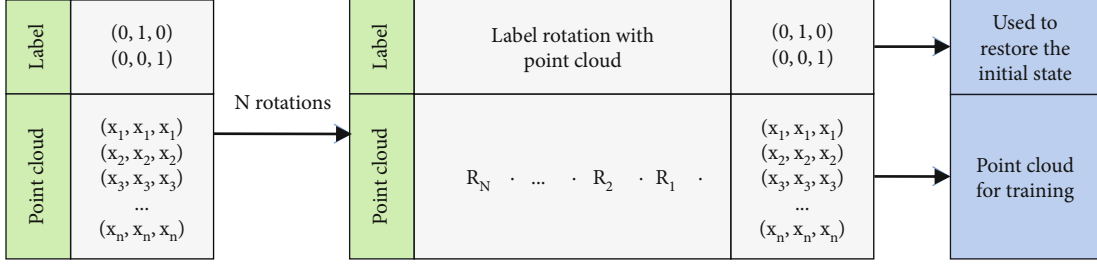 Label
(0, 1, 0)
(0, 0, 1)
Point cloud
(x₁, x₁, x₁)
(x₂, x₂, x₂)
(x₃, x₃, x₃)
...
(xₙ, xₙ, xₙ)
N rotations
Label
Label rotation with
point cloud
(0, 1, 0)
(0, 0, 1)
Point cloud
R_N · ... · R₂ · R₁ ·
(x₁, x₁, x₁)
(x₂, x₂, x₂)
(x₃, x₃, x₃)
...
(xₙ, xₙ, xₙ)
Used to
restore the
initial state
Point cloud
for training